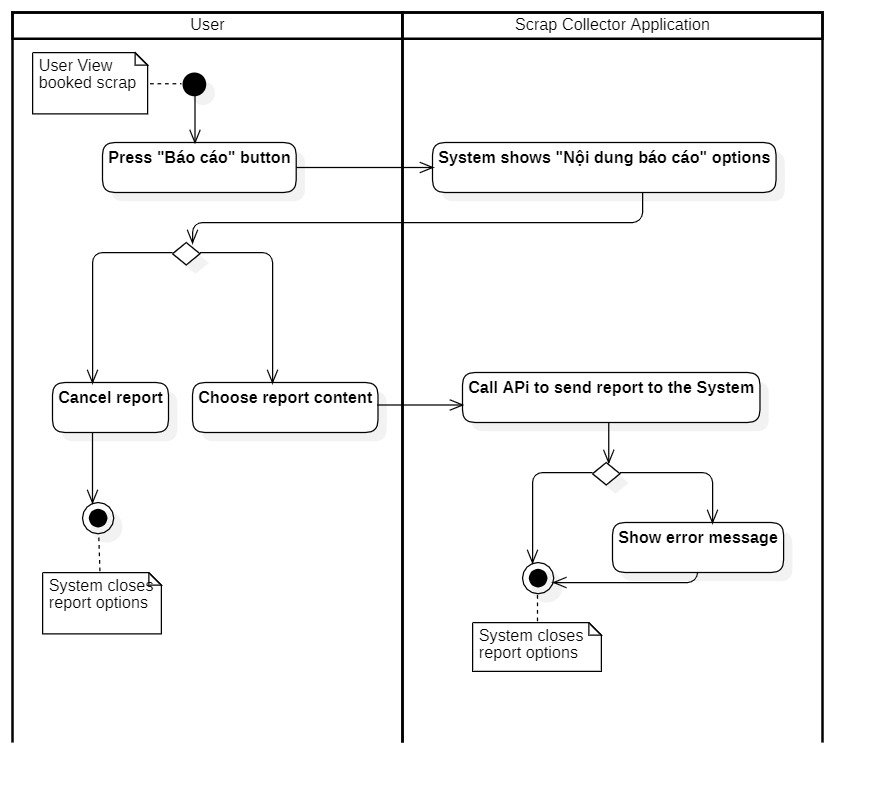 User
Scrap Collector Application
User View
booked scrap
Press "Báo cáo" button
System shows "Nội dung báo cáo" options
Cancel report
Choose report content
Call APi to send report to the System
Show error message
System closes
report options
System closes
report options